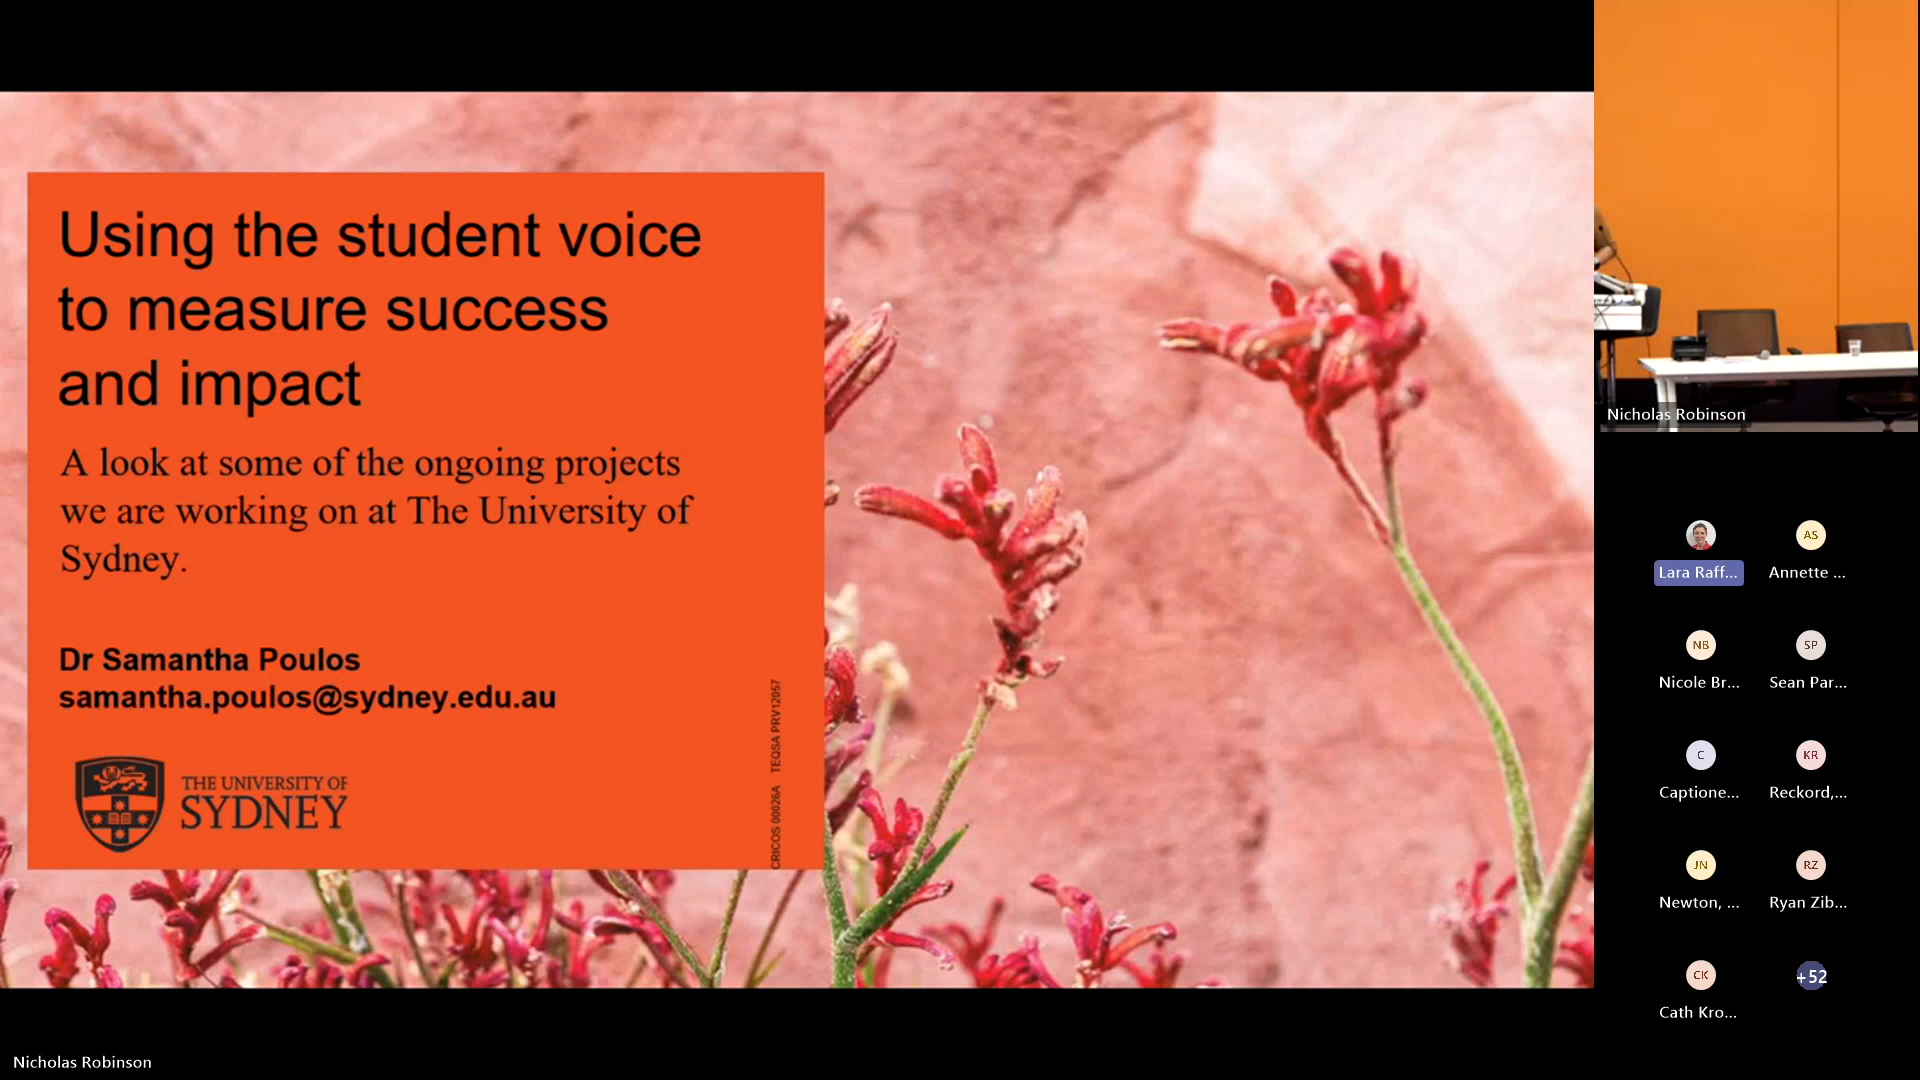 Using the student voice
to measure success
and impact
A look at some of the ongoing projects
we are working on at The University of
Sydney.
Dr Samantha Poulos
samantha.poulos@sydney.edu.au
CRICOS 00026A TEQSA PRV12057
THE UNIVERSITY OF
SYDNEY
Nicholas Robinson
Nicholas Robinson
Lara Raff...
AS
Annette ...
NB
Nicole Br...
SP
Sean Par...
C
Captione...
KR
Reckord,...
JN
Newton, ...
RZ
Ryan Zib...
CK
Cath Kro...
+52